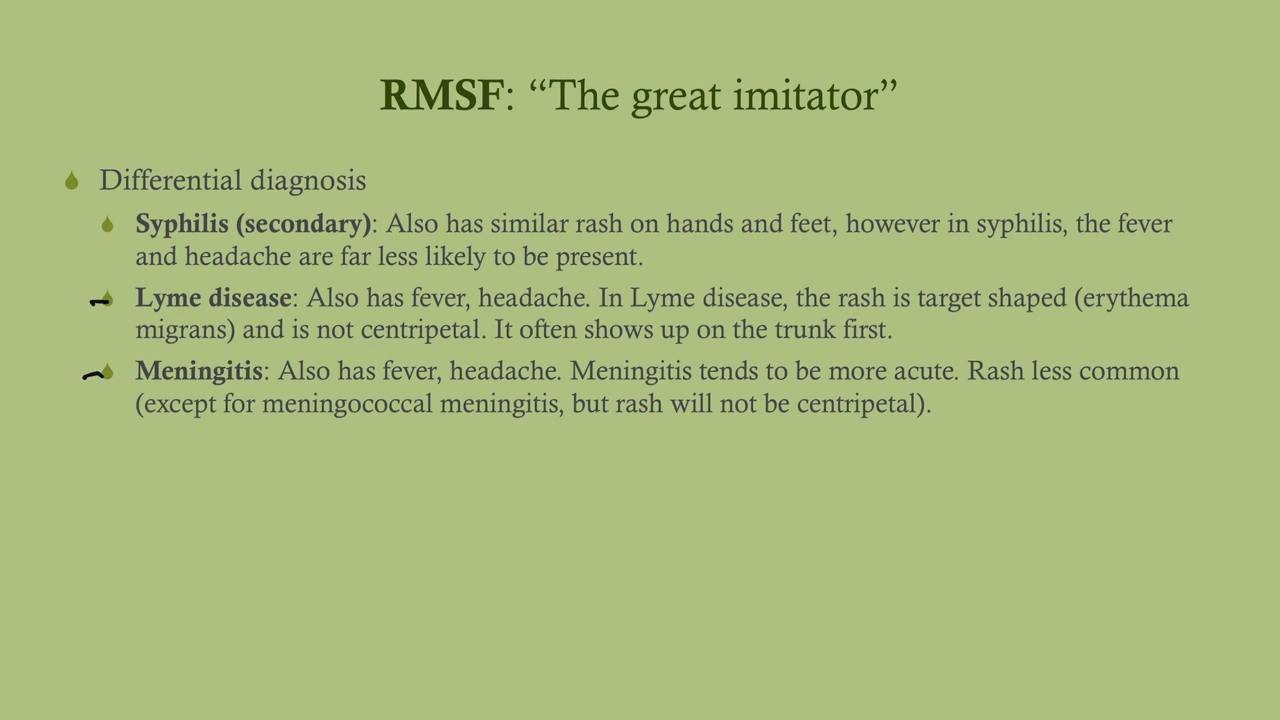 RMSF: “The great imitator”
Differential diagnosis
Syphilis (secondary): Also has similar rash on hands and feet, however in syphilis, the fever
and headache are far less likely to be present.
Lyme disease: Also has fever, headache. In Lyme disease, the rash is target shaped (erythema
migrans) and is not centripetal. It often shows up on the trunk first.
Meningitis: Also has fever, headache. Meningitis tends to be more acute. Rash less common
(except for meningococcal meningitis, but rash will not be centripetal).